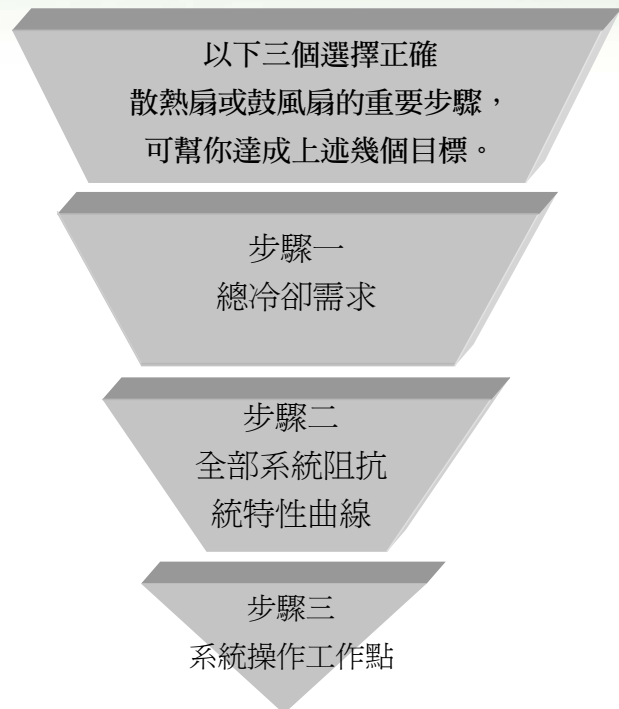 以下三個選擇正確
散熱扇或鼓風扇的重要步驟，
可幫你達成上述幾個目標。
步驟一
總冷卻需求
步驟二
全部系統阻抗
統特性曲線
步驟三
系統操作工作點